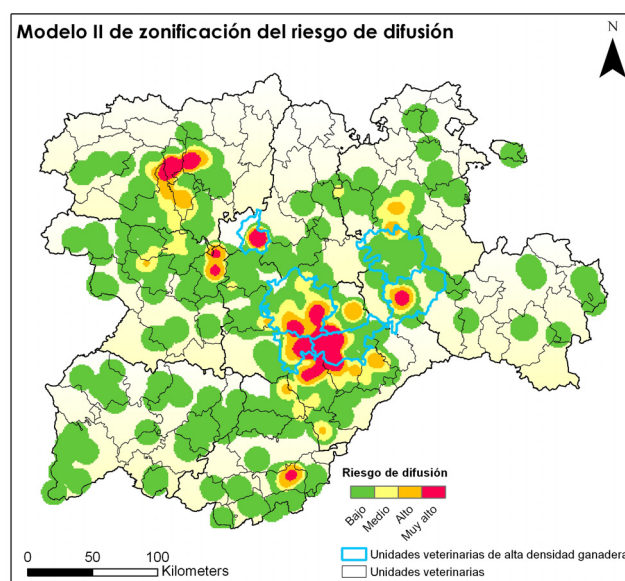 Modelo II de zonificación del riesgo de difusión
N
Riesgo de difusión
Bajo
Medio
Alto
Muy alto
Unidades veterinarias de alta densidad ganadera
Unidades veterinarias
0 50 100
Kilometers